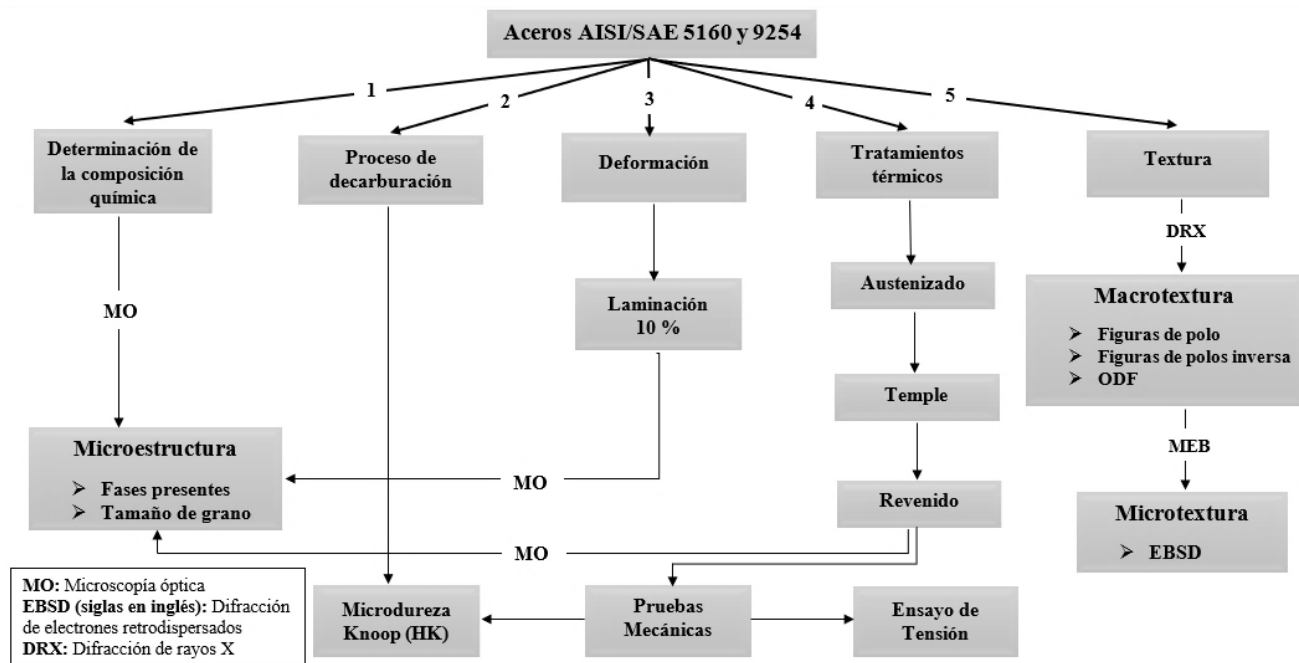 Aceros AISI/SAE 5160 y 9254
1
2
3
4
5
Determinación de
la composición
química
Proceso de
decarburación
Deformación
Tratamientos
térmicos
Textura
DRX
MO
Laminación
10 %
Austenizado
Macrotextura
➢ Figuras de polo
➢ Figuras de polos inversa
➢ ODF
Temple
MEB
Microestructura
➢ Fases presentes
➢ Tamaño de grano
MO
Revenido
Microtextura
➢ EBSD
MO
MO: Microscopía óptica
EBSD (siglas en inglés): Difracción
de electrones retrodispersados
DRX: Difracción de rayos X
Microdureza
Knoop (HK)
Pruebas
Mecánicas
Ensayo de
Tensión